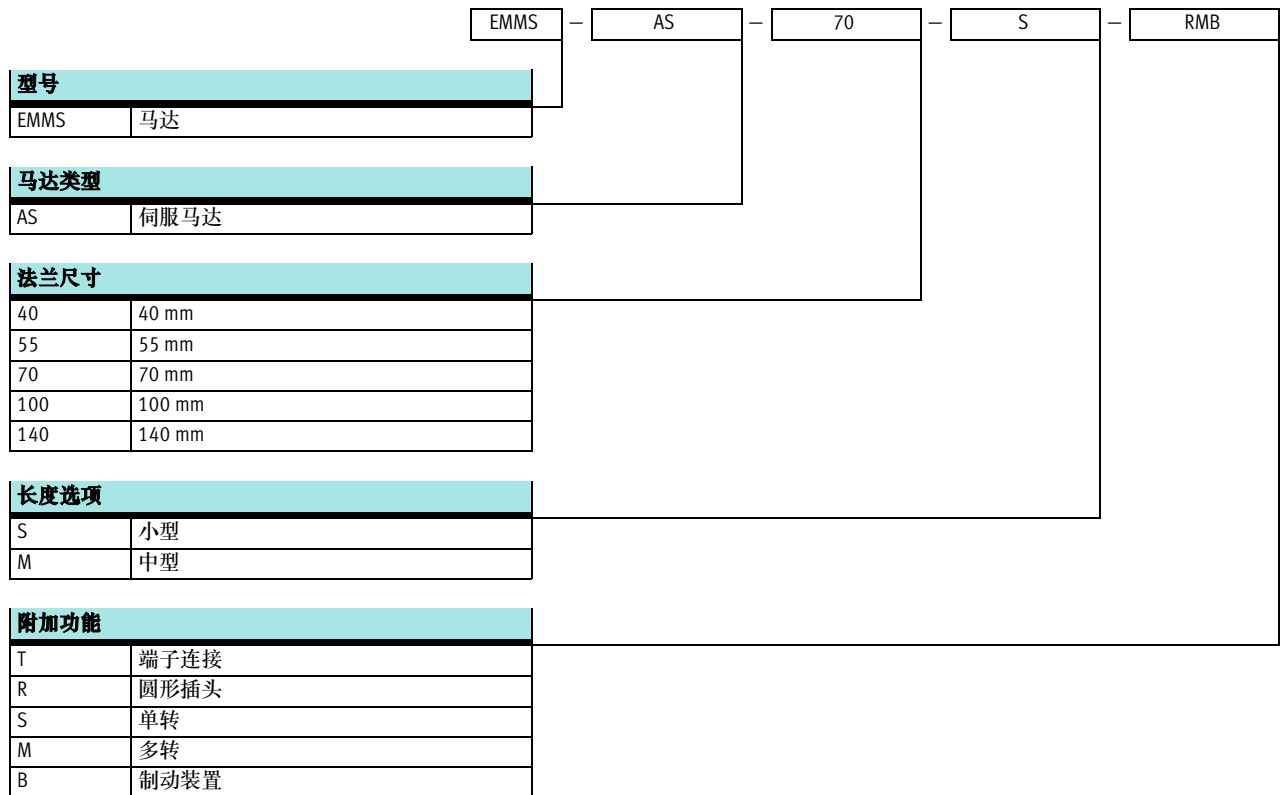 EMMS – AS – 70 – S – RMB
型号
EMMS 马达
马达类型
AS 伺服马达
法兰尺寸
40 40 mm
55 55 mm
70 70 mm
100 100 mm
140 140 mm
长度选项
S 小型
M 中型
附加功能
T 端子连接
R 圆形插头
S 单转
M 多转
B 制动装置